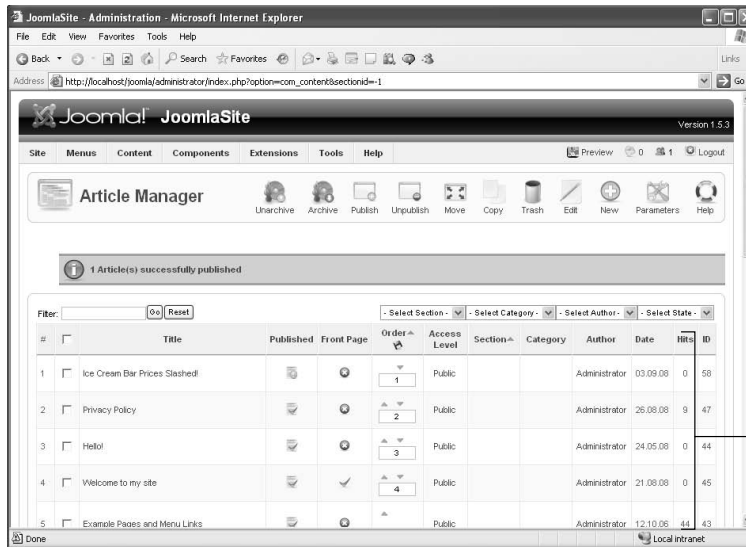 JoomlaSite - Administration - Microsoft Internet Explorer
File Edit View Favorites Tools Help
Back Search Favorites
Links
Address http://localhost/joomla/administrator/index.php?option=com_content&sectionid=-1 Go
Joomla! JoomlaSite
Version 1.5.3
Site Menus Content Components Extensions Tools Help Preview 0 1 Logout
Article Manager
Unarchive Archive Publish Unpublish Move Copy Trash Edit New Parameters Help
1 Article(s) successfully published
Filter: Go Reset - Select Section - - Select Category - - Select Author - - Select State -
# Title Published Front Page Order Access Level Section Category Author Date Hits ID
1 Ice Cream Bar Prices Slashed! 1 Public Administrator 03.09.08 0 58
2 Privacy Policy 2 Public Administrator 26.08.08 9 47
3 Hello! 3 Public Administrator 24.05.08 0 44
4 Welcome to my site 4 Public Administrator 21.08.08 0 45
5 Example Pages and Menu Links Public Administrator 12.10.06 44 43
Done Local intranet